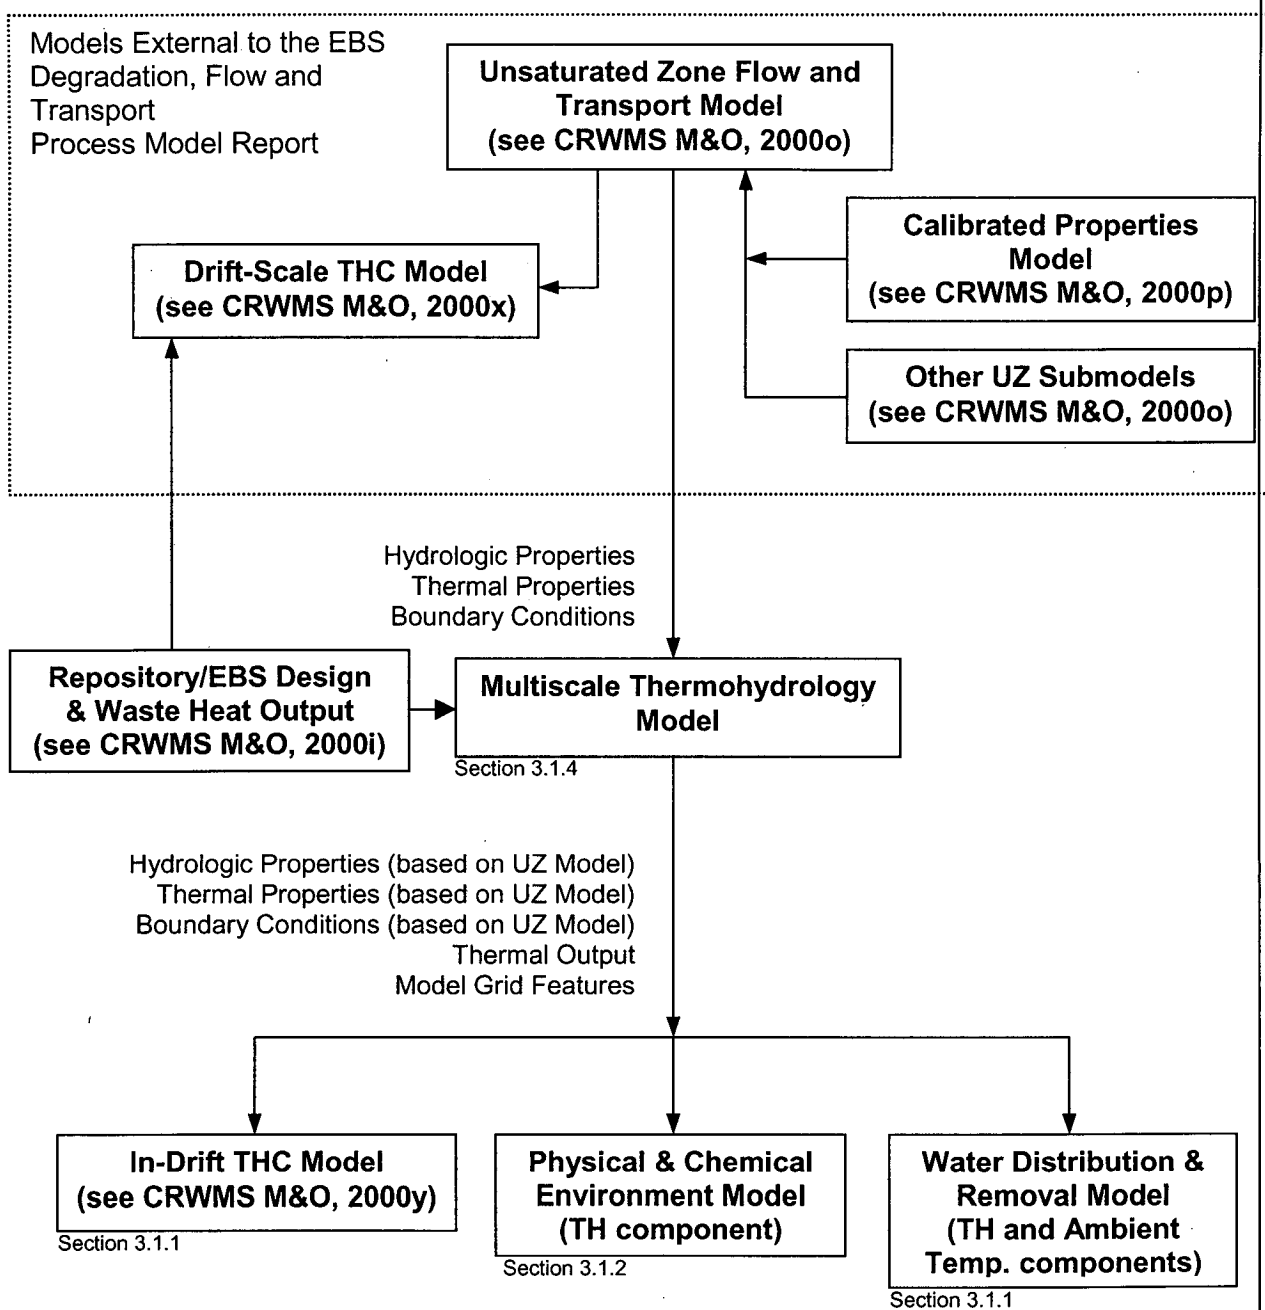 Models External to the EBS
Degradation, Flow and
Transport
Process Model Report
Unsaturated Zone Flow and
Transport Model
(see CRWMS M&O, 2000o)
Calibrated Properties
Model
(see CRWMS M&O, 2000p)
Drift-Scale THC Model
(see CRWMS M&O, 2000x)
Other UZ Submodels
(see CRWMS M&O, 2000o)
Hydrologic Properties
Thermal Properties
Boundary Conditions
Repository/EBS Design
& Waste Heat Output
(see CRWMS M&O, 2000i)
Multiscale Thermohydrology
Model
Section 3.1.4
Hydrologic Properties (based on UZ Model)
Thermal Properties (based on UZ Model)
Boundary Conditions (based on UZ Model)
Thermal Output
Model Grid Features
In-Drift THC Model
(see CRWMS M&O, 2000y)
Section 3.1.1
Physical & Chemical
Environment Model
(TH component)
Section 3.1.2
Water Distribution &
Removal Model
(TH and Ambient
Temp. components)
Section 3.1.1